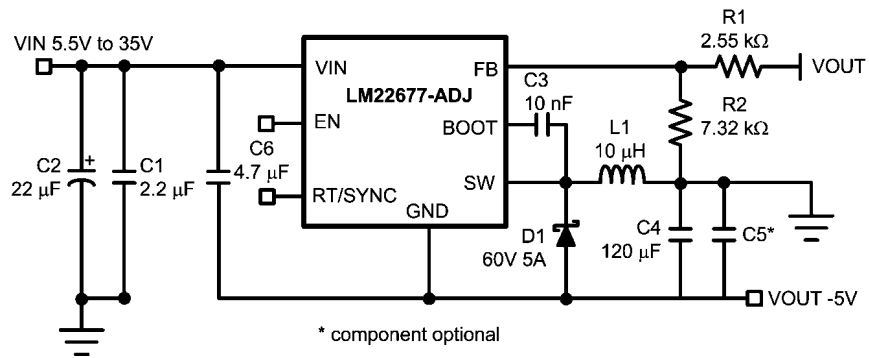 VIN 5.5V to 35V
VIN
FB
R1
2.55 kΩ
VOUT
LM22677-ADJ
C3
10 nF
R2
7.32 kΩ
EN
BOOT
L1
10 µH
C2
+
22 µF
C1
2.2 µF
C6
4.7 µF
RT/SYNC
SW
GND
D1
60V 5A
C4
120 µF
C5*
VOUT -5V
* component optional